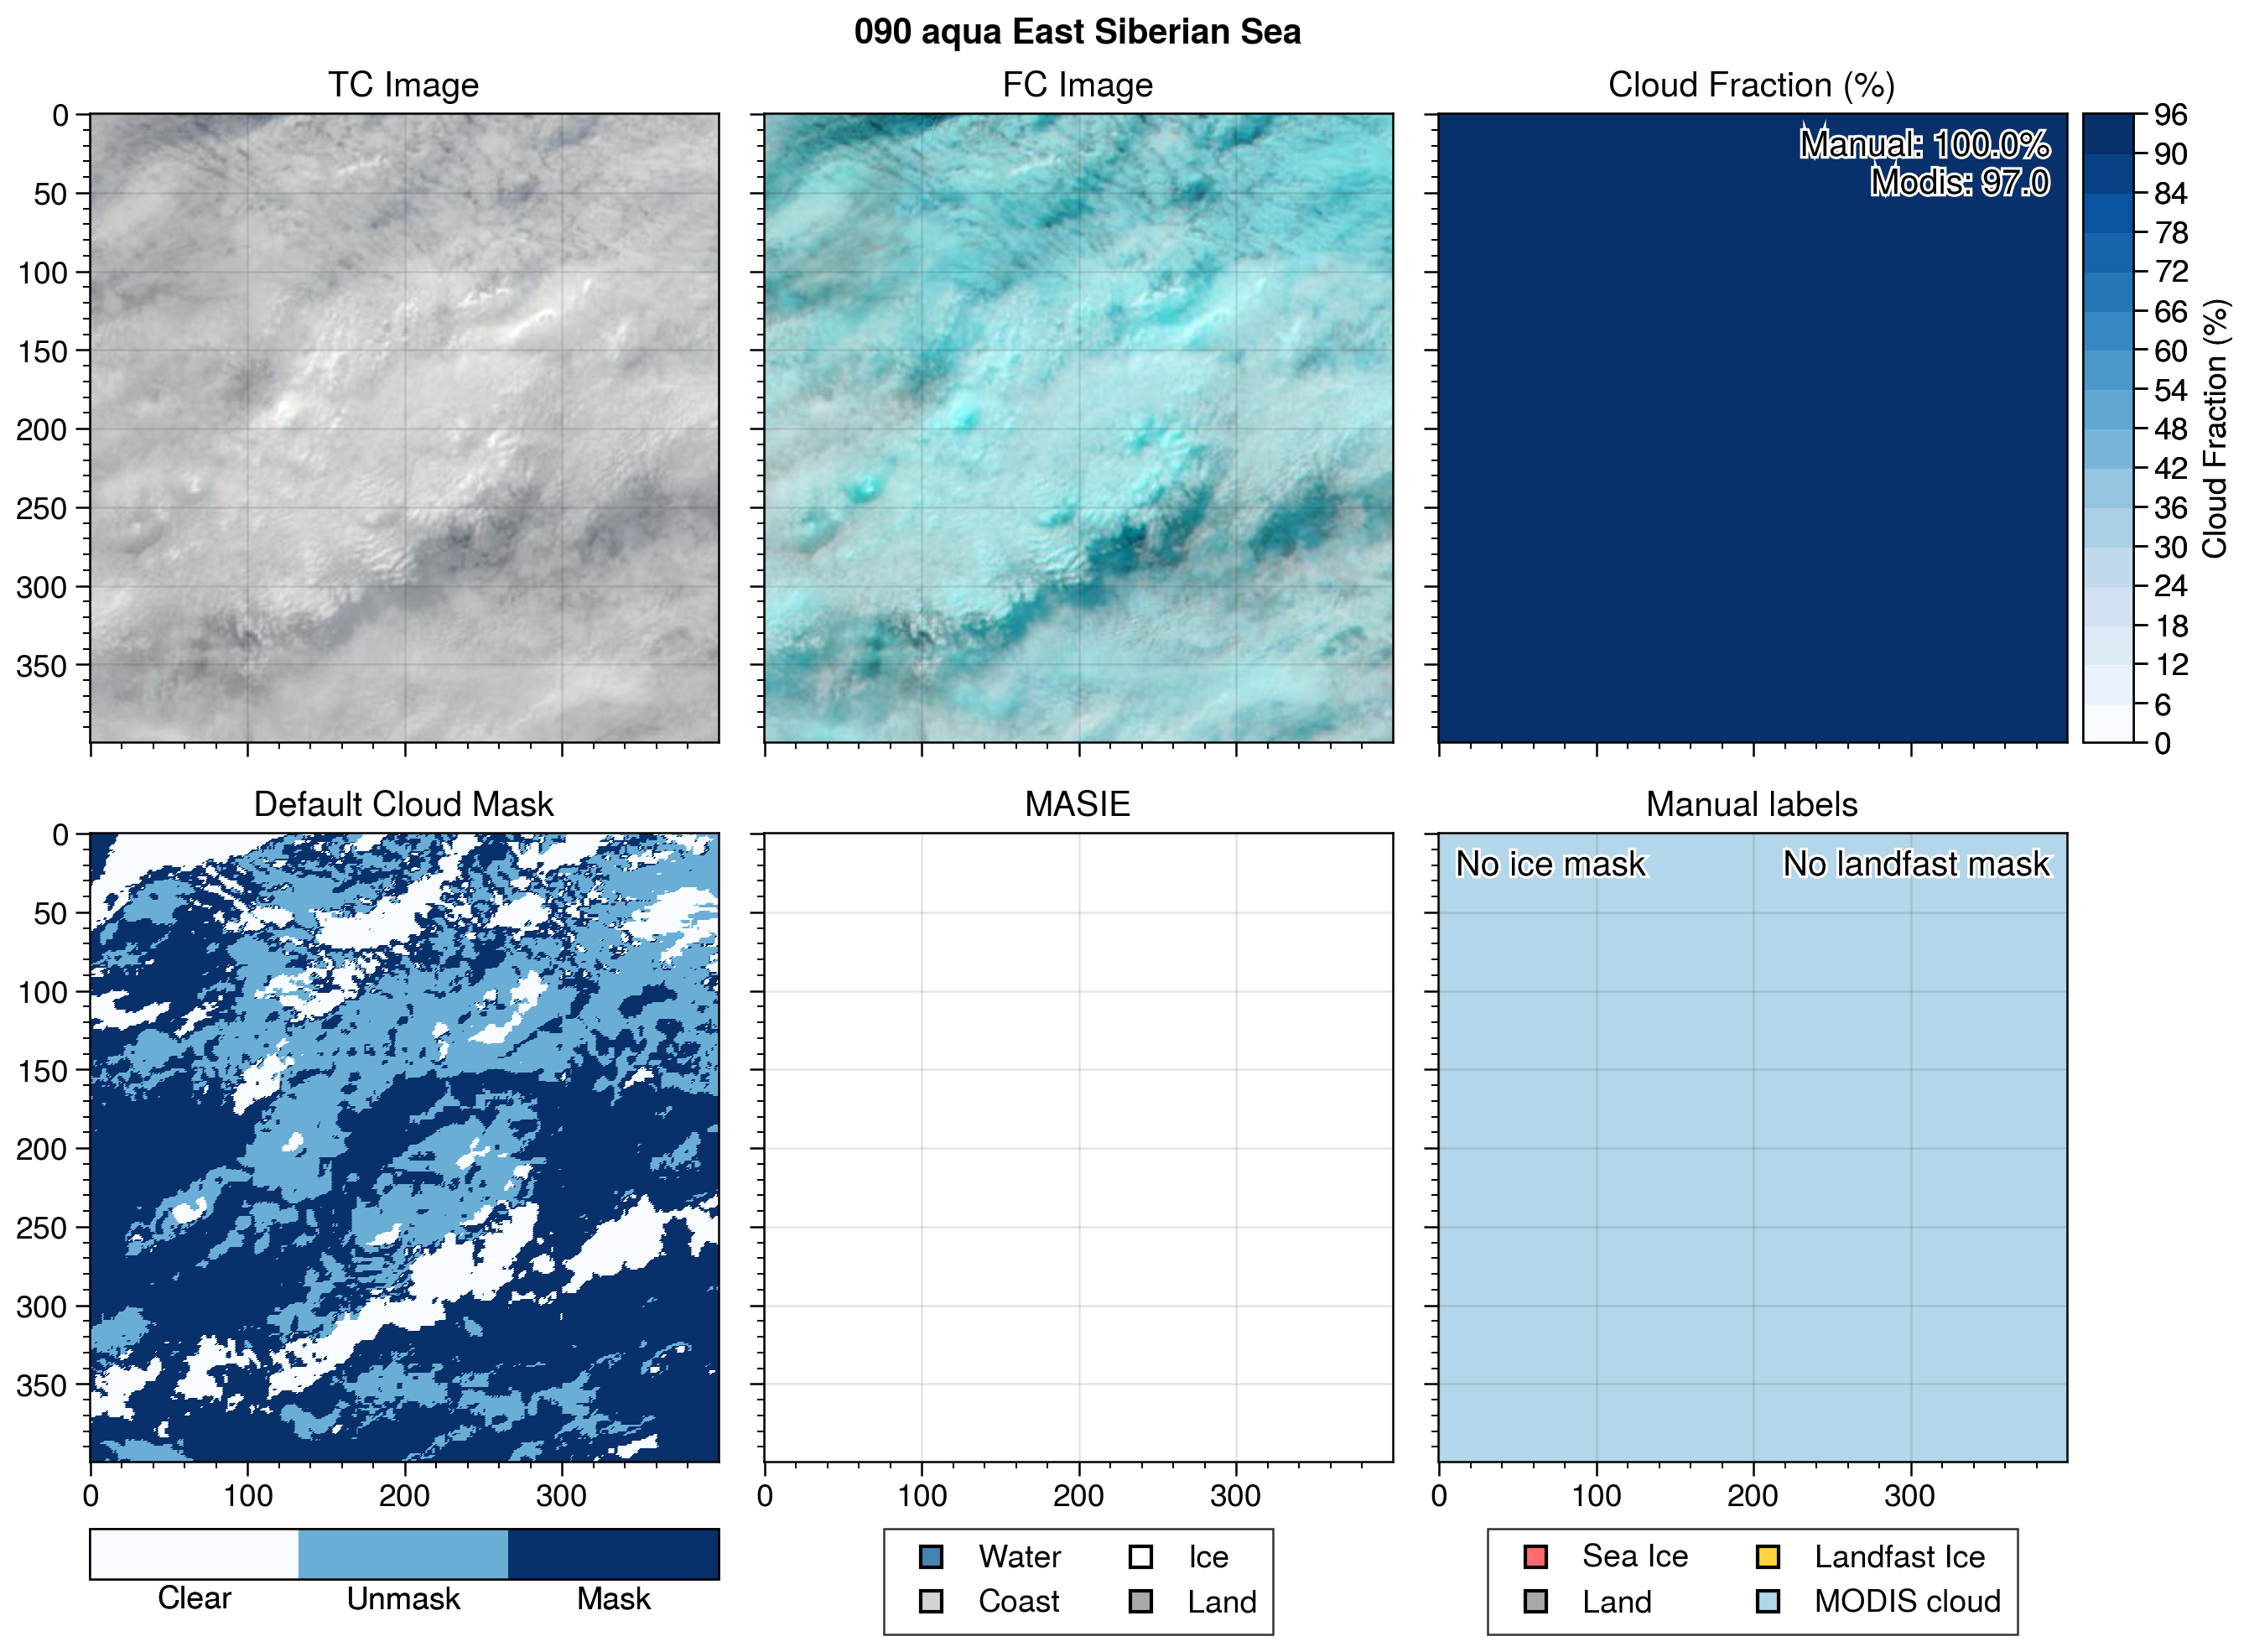 090 aqua East Siberian Sea
TC Image
FC Image
Cloud Fraction (%)
0
50
100
150
200
250
300
350
Manual: 100.0%
Modis: 97.0
96
90
84
78
72
66
60
54
48
42
36
30
24
18
12
6
0
Cloud Fraction (%)
Default Cloud Mask
MASIE
Manual labels
0
50
100
150
200
250
300
350
No ice mask
No landfast mask
0 100 200 300
0 100 200 300
0 100 200 300
Clear Unmask Mask
Water Ice
Coast Land
Sea Ice Landfast Ice
Land MODIS cloud